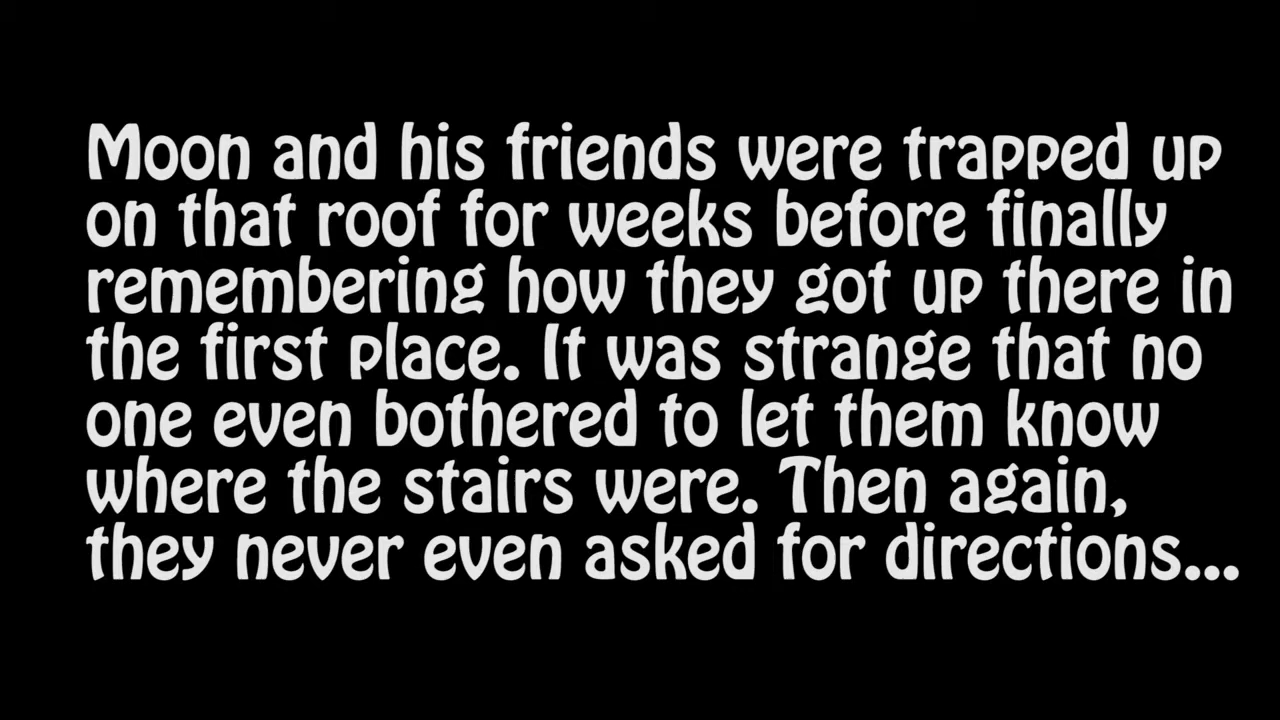 Moon and his friends were trapped up
on that roof for weeks before finally
remembering how they got up there in
the first place. It was strange that no
one even bothered to let them know
where the stairs were. Then again,
they never even asked for directions...